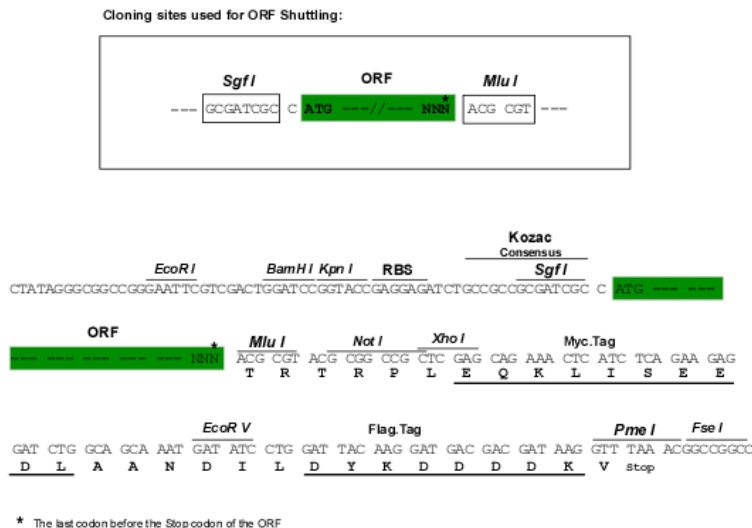 Cloning sites used for ORF Shuttling:
Sgf I ORF Mlu I
--- GCGATCGC C ATG ---//--- NNN* ACG CGT ---
Kozac
Consensus
EcoR I BamH I Kpn I RBS Sgf I
CTATAGGGCGGCCGGGAATTCGTCGACTGGATCCGGTACCGAGGAGATCTGCCGCCGCGATCGC C ATG --- --- ---
ORF Mlu I Not I Xho I Myc.Tag
--- --- --- --- --- --- NNN* ACG CGT ACG CGG CCG CTC GAG CAG AAA CTC ATC TCA GAA GAG
T R T R P L E Q K L I S E E
EcoR V Flag.Tag Pme I Fse I
GAT CTG GCA GCA AAT GAT ATC CTG GAT TAC AAG GAT GAC GAC GAT AAG GTT TAA ACGGCCGGCC
D L A A N D I L D Y K D D D D K V Stop
* The last codon before the Stop codon of the ORF